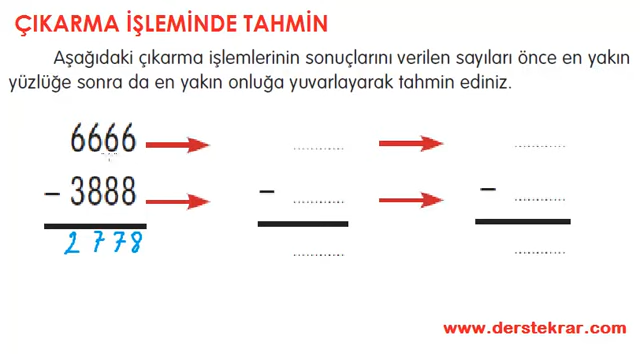 ÇIKARMA İŞLEMİNDE TAHMİN
Aşağıdaki çıkarma işlemlerinin sonuçlarını verilen sayıları önce en yakın
yüzlüğe sonra da en yakın onluğa yuvarlayarak tahmin ediniz.
6666 ............ ............
– 3888 – ............ – ............
2778 ............ ............
www.derstekrar.com